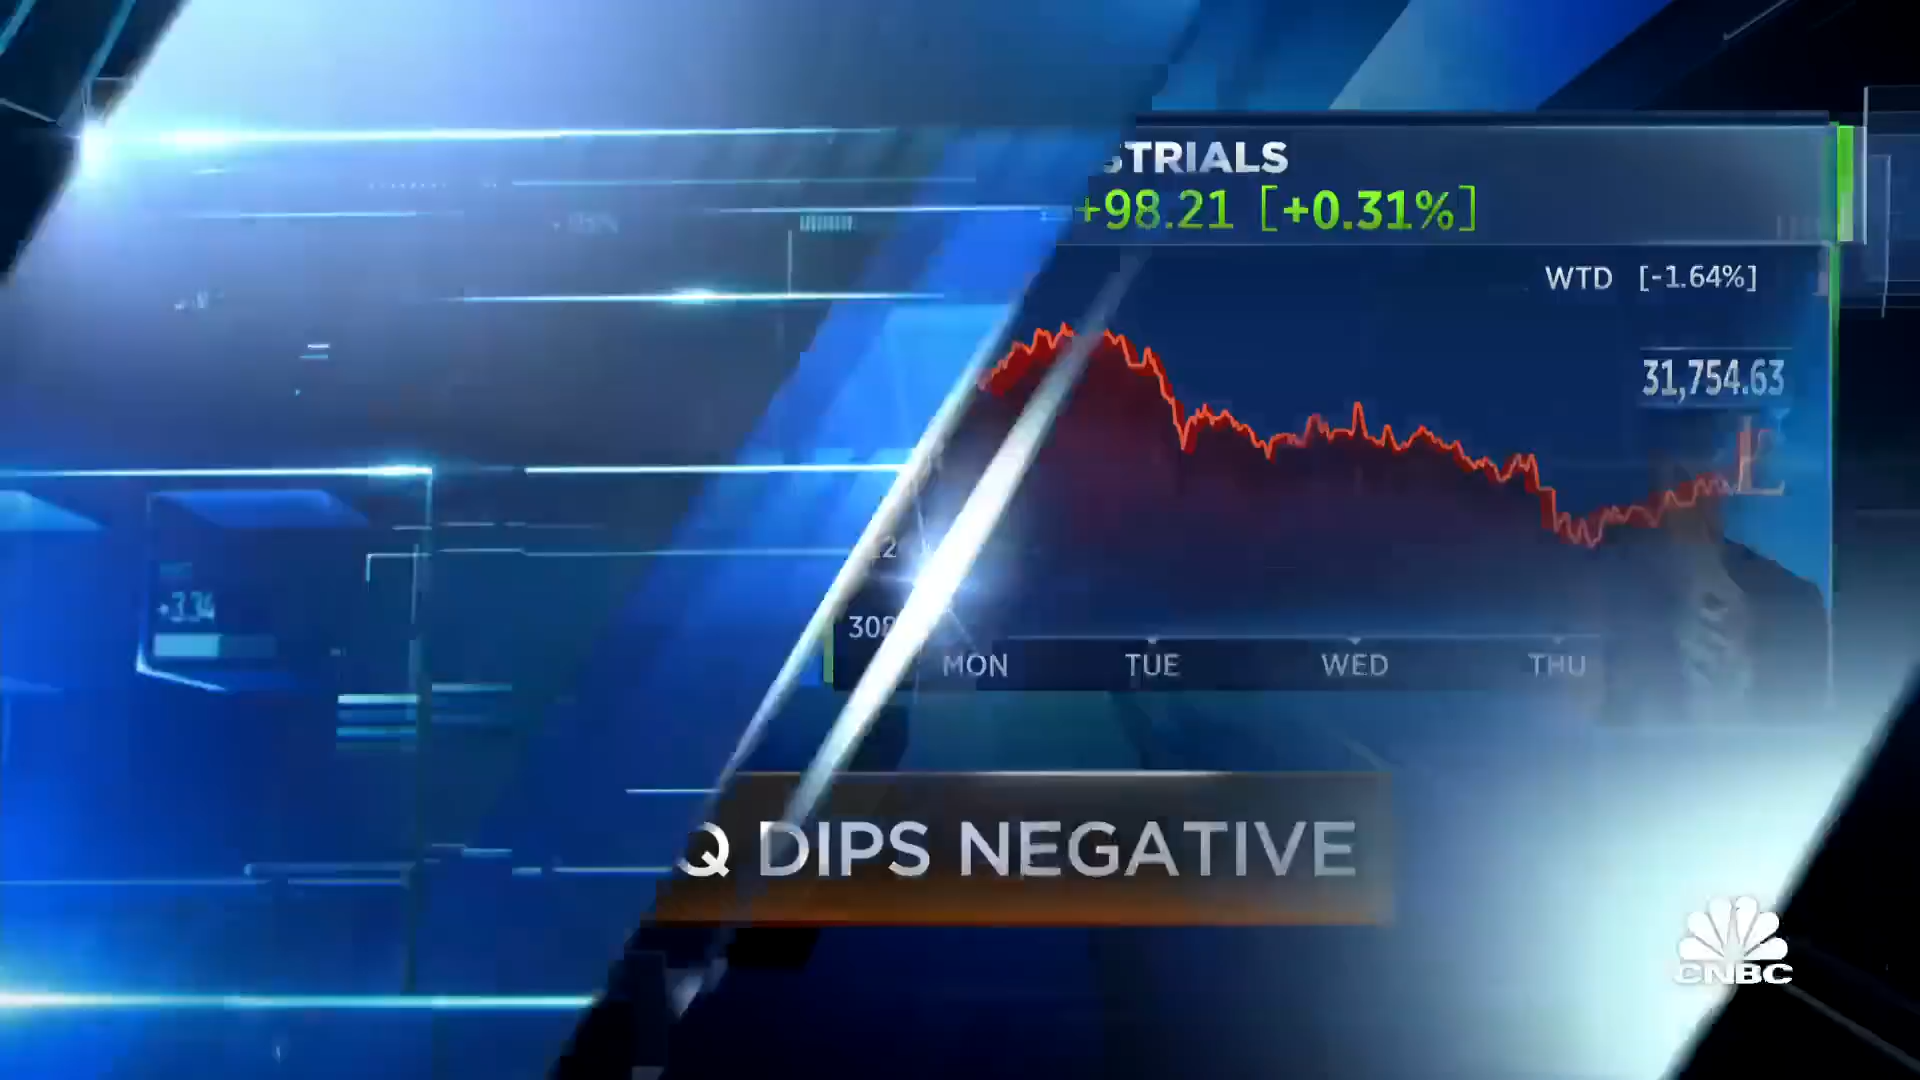 STRIALS
+98.21 [+0.31%]
WTD [-1.64%]
31,754.63
+3.34
MON TUE WED THU
Q DIPS NEGATIVE
CNBC